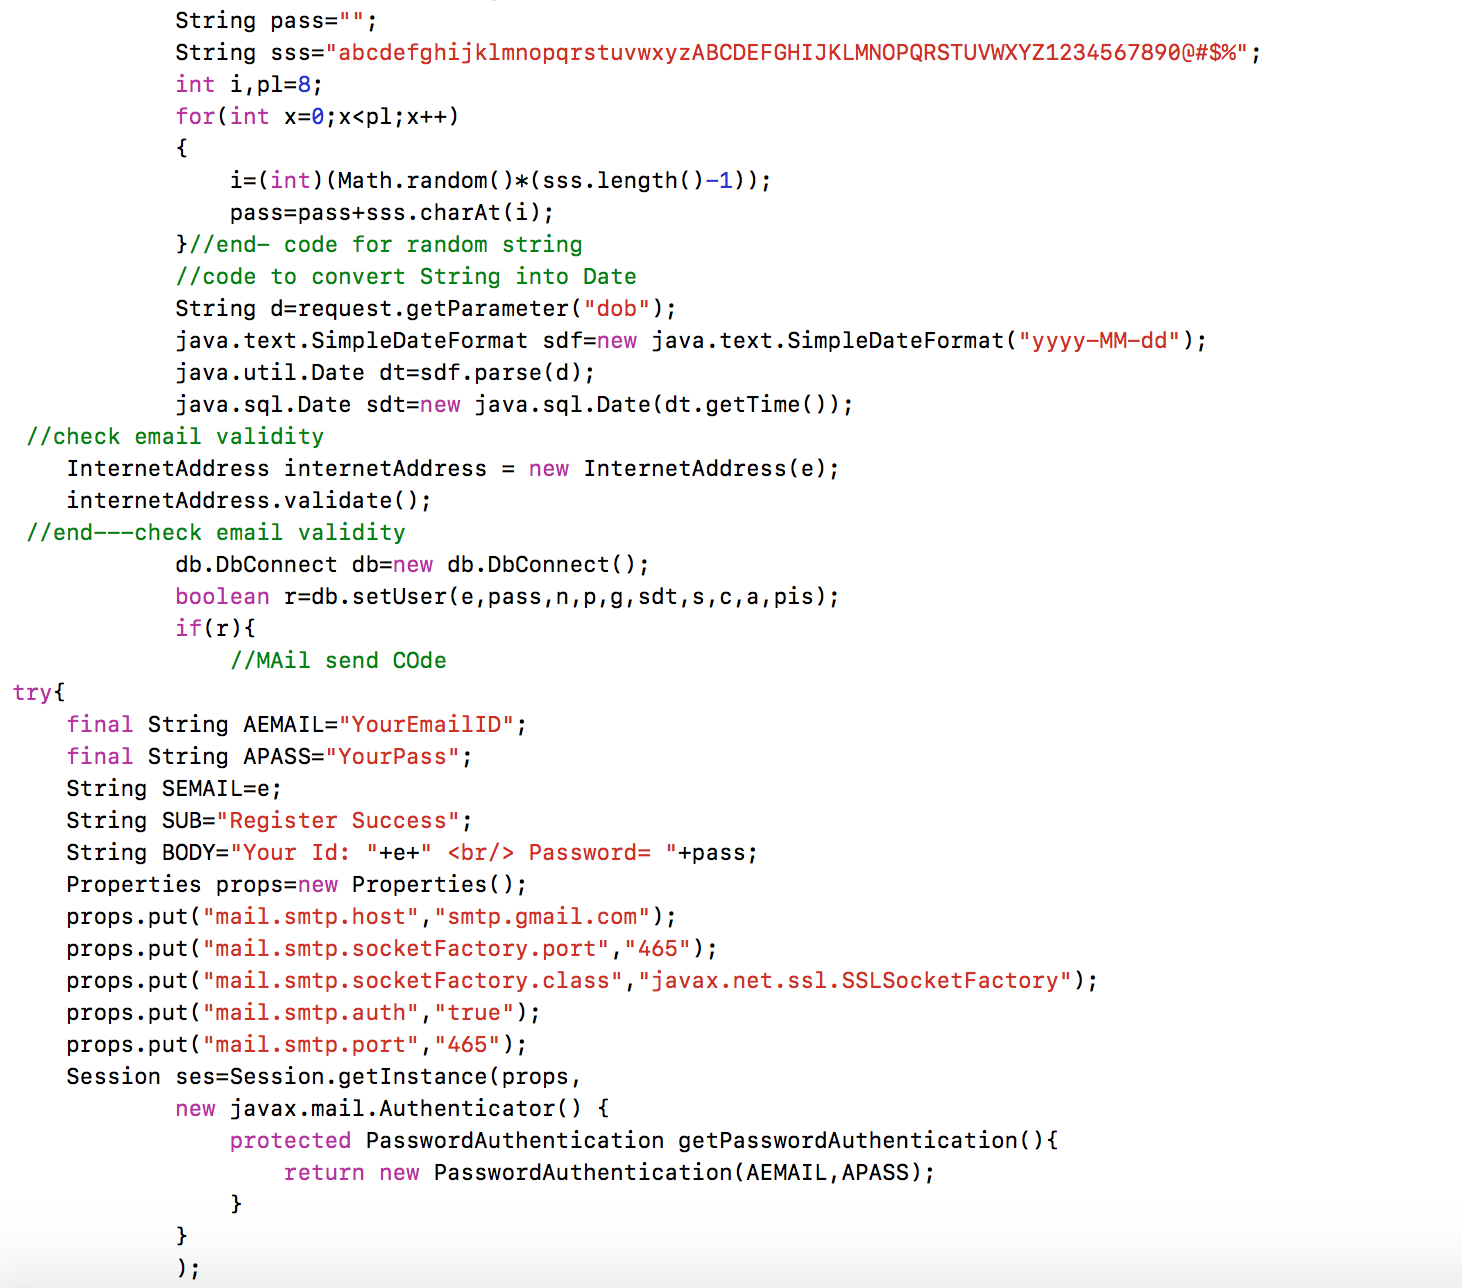 String pass="";
String sss="abcdefghijklmnopqrstuvwxyzABCDEFGHIJKLMNOPQRSTUVWXYZ1234567890@#$%";
int i,pl=8;
for(int x=0;x<pl;x++)
{
i=(int)(Math.random()*(sss.length()-1));
pass=pass+sss.charAt(i);
}//end- code for random string
//code to convert String into Date
String d=request.getParameter("dob");
java.text.SimpleDateFormat sdf=new java.text.SimpleDateFormat("yyyy-MM-dd");
java.util.Date dt=sdf.parse(d);
java.sql.Date sdt=new java.sql.Date(dt.getTime());
//check email validity
InternetAddress internetAddress = new InternetAddress(e);
internetAddress.validate();
//end---check email validity
db.DbConnect db=new db.DbConnect();
boolean r=db.setUser(e,pass,n,p,g,sdt,s,c,a,pis);
if(r){
//MAil send COde
try{
final String AEMAIL="YourEmailID";
final String APASS="YourPass";
String SEMAIL=e;
String SUB="Register Success";
String BODY="Your Id: "+e+" <br/> Password= "+pass;
Properties props=new Properties();
props.put("mail.smtp.host","smtp.gmail.com");
props.put("mail.smtp.socketFactory.port","465");
props.put("mail.smtp.socketFactory.class","javax.net.ssl.SSLSocketFactory");
props.put("mail.smtp.auth","true");
props.put("mail.smtp.port","465");
Session ses=Session.getInstance(props,
new javax.mail.Authenticator() {
protected PasswordAuthentication getPasswordAuthentication(){
return new PasswordAuthentication(AEMAIL,APASS);
}
}
);